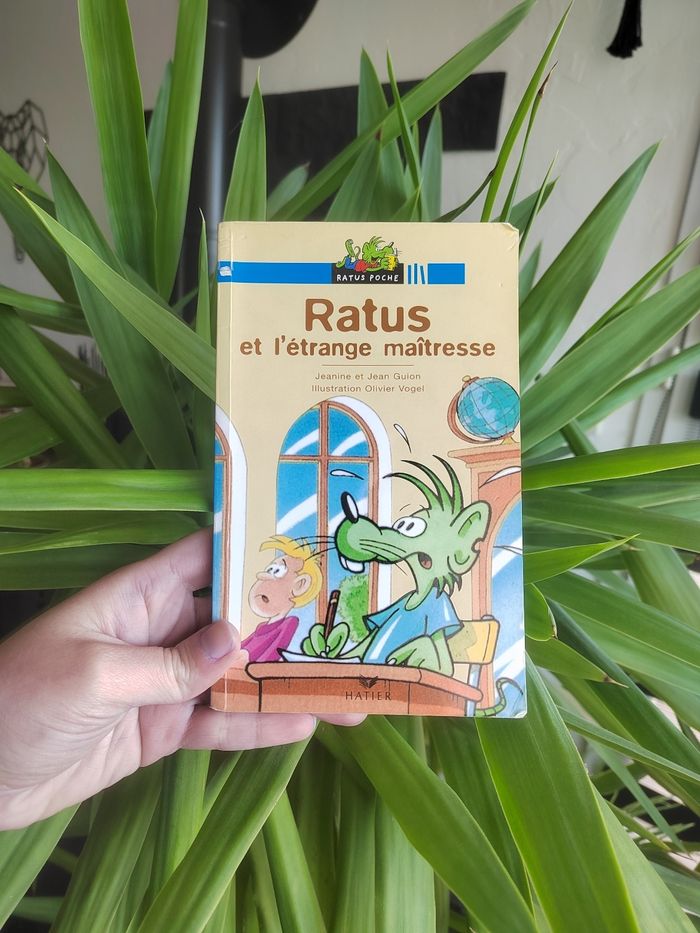 RATUS POCHE
Ratus
et l'étrange maîtresse
Jeanine et Jean Guion
Illustration Olivier Vogel
HATIER